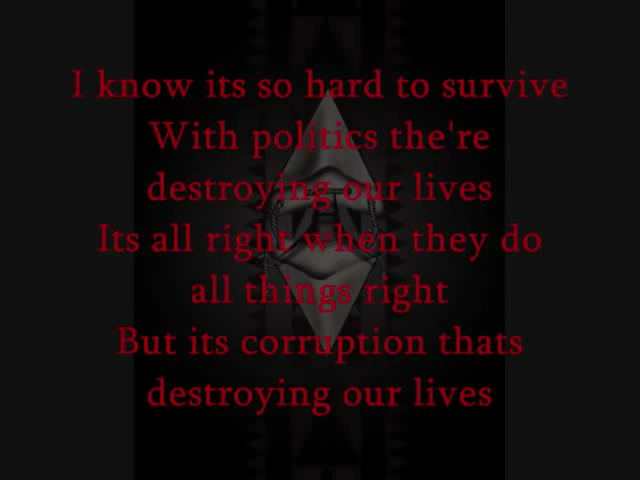 I know its so hard to survive
With politics the're
destroying our lives
Its all right when they do
all things right
But its corruption thats
destroying our lives